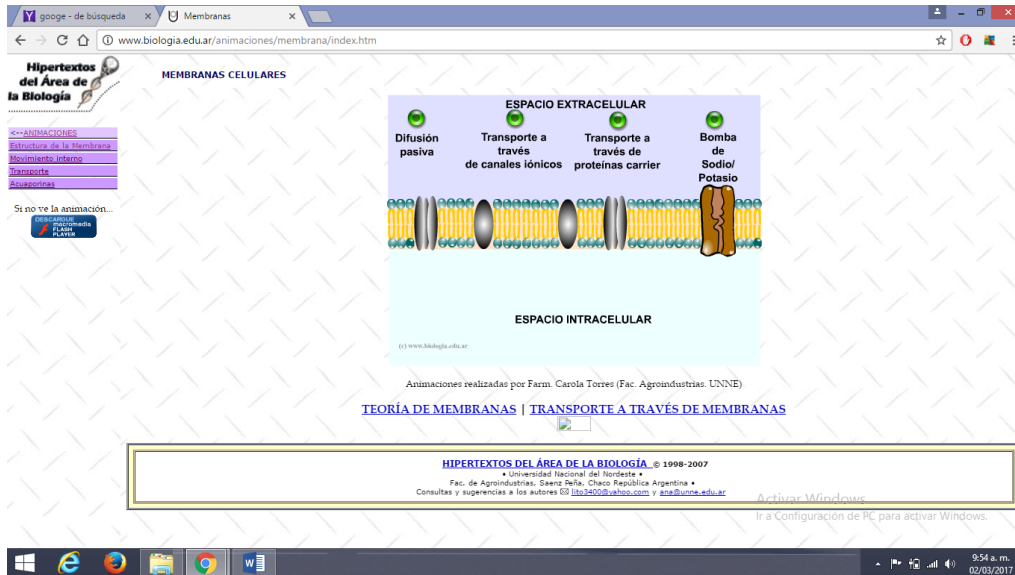 googe - de búsqueda
Membranas
www.biologia.edu.ar/animaciones/membrana/index.htm
Hipertextos
del Área de
la Biología
MEMBRANAS CELULARES
<--ANIMACIONES
Estructura de la Membrana
Movimiento interno
Transporte
Acuaporinas
Si no ve la animación...
DESCARGUE
macromedia
FLASH
PLAYER
ESPACIO EXTRACELULAR
Difusión
pasiva
Transporte a
través
de canales iónicos
Transporte a
través de
proteínas carrier
Bomba
de
Sodio/
Potasio
ESPACIO INTRACELULAR
(c) www.biologia.edu.ar
Animaciones realizadas por Farm. Carola Torres (Fac. Agroindustrias. UNNE)
TEORÍA DE MEMBRANAS | TRANSPORTE A TRAVÉS DE MEMBRANAS
HIPERTEXTOS DEL ÁREA DE LA BIOLOGÍA © 1998-2007
• Universidad Nacional del Nordeste •
Fac. de Agroindustrias, Saenz Peña, Chaco República Argentina •
Consultas y sugerencias a los autores lito3400@yahoo.com y ana@unne.edu.ar
Activar Windows
Ir a Configuración de PC para activar Windows.
9:54 a. m.
02/03/2017